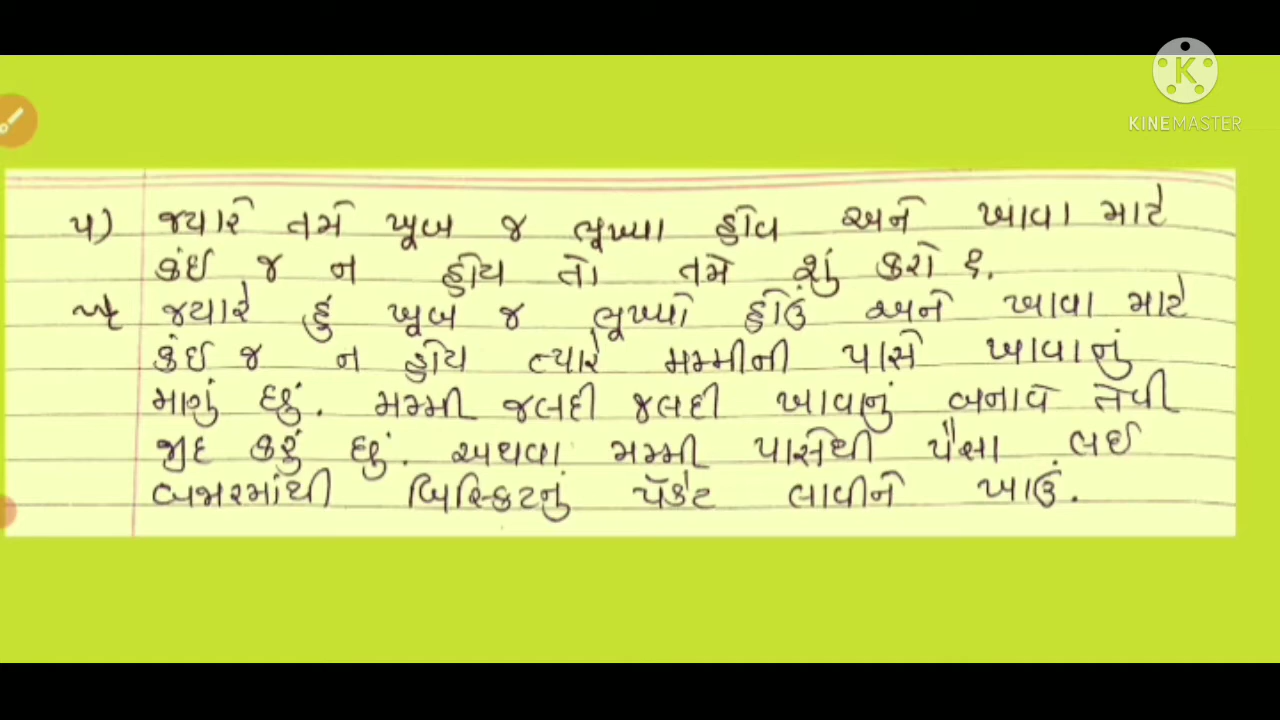 KINEMASTER
૫) જ્યારે તમે ખૂબ જ ભૂખ્યા હોવ અને ખાવા માટે
કંઈ જ ન હોય તો તમે શું કરો ?.
જ્યારે હું ખૂબ જ ભૂખ્યો હોઉં અને ખાવા માટે
કંઈ જ ન હોય ત્યારે મમ્મીની પાસે ખાવાનું
માગું છું. મમ્મી જલદી જલદી ખાવાનું બનાવે તેવી
જીદ કરું છું. અથવા મમ્મી પાસેથી પૈસા લઈ
બજારમાંથી બિસ્કિટનું પૅકેટ લાવીને ખાઉં.